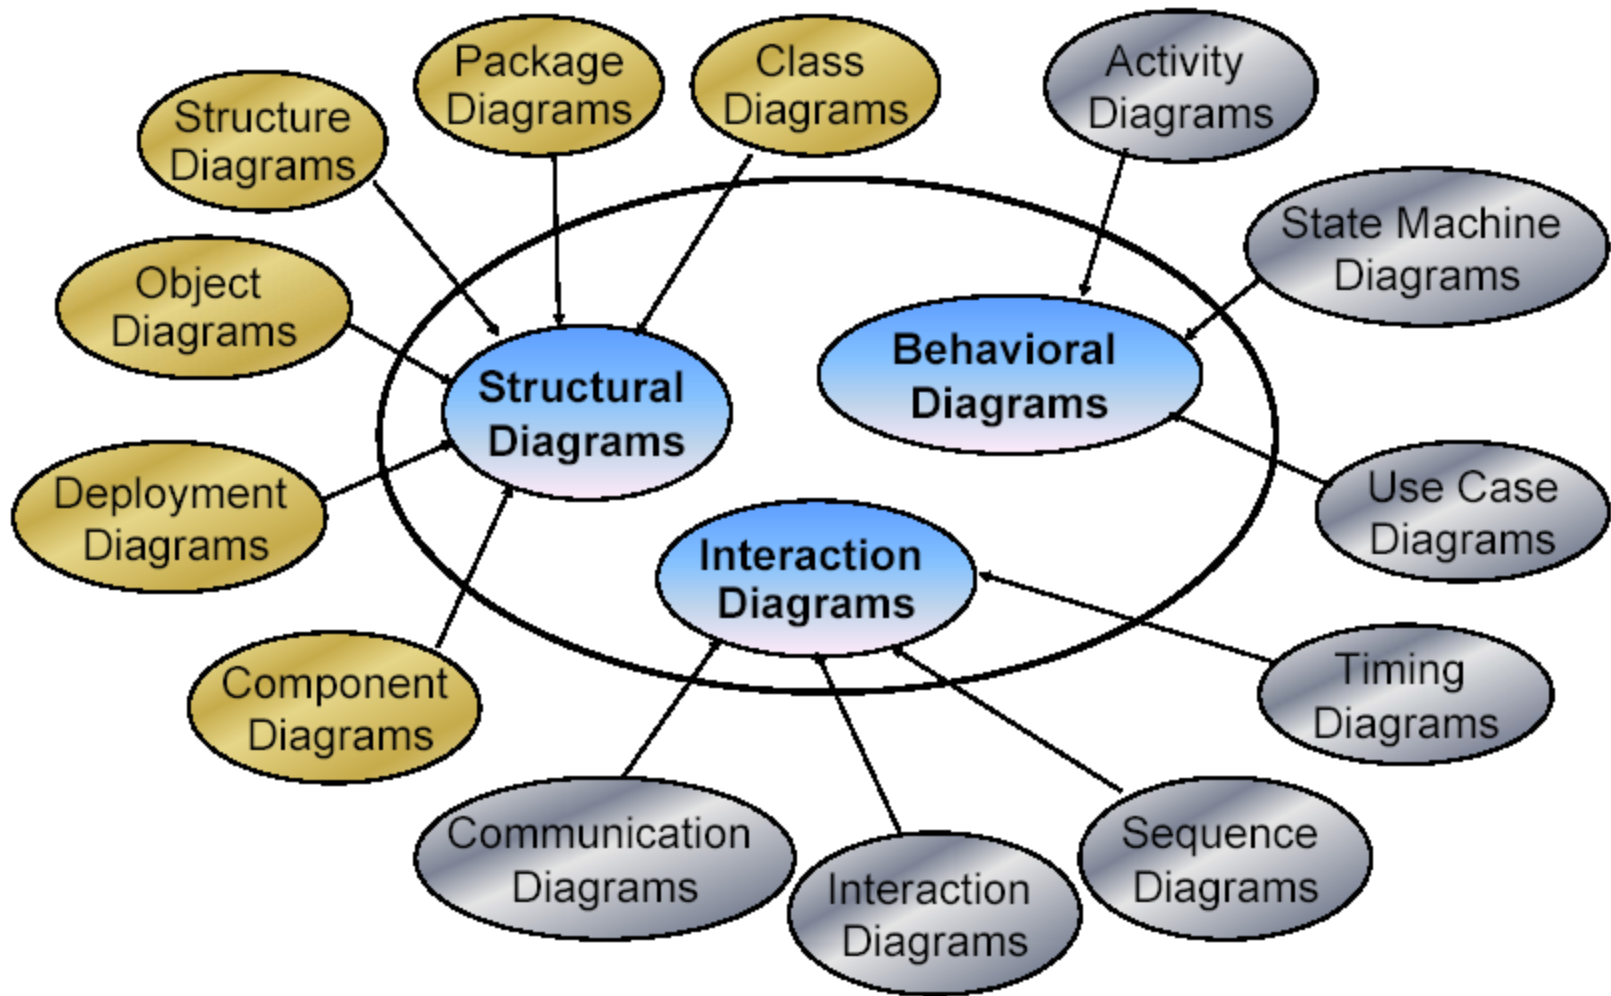 Package
Diagrams
Class
Diagrams
Activity
Diagrams
Structure
Diagrams
State Machine
Diagrams
Object
Diagrams
Behavioral
Diagrams
Structural
Diagrams
Deployment
Diagrams
Use Case
Diagrams
Interaction
Diagrams
Component
Diagrams
Timing
Diagrams
Communication
Diagrams
Interaction
Diagrams
Sequence
Diagrams